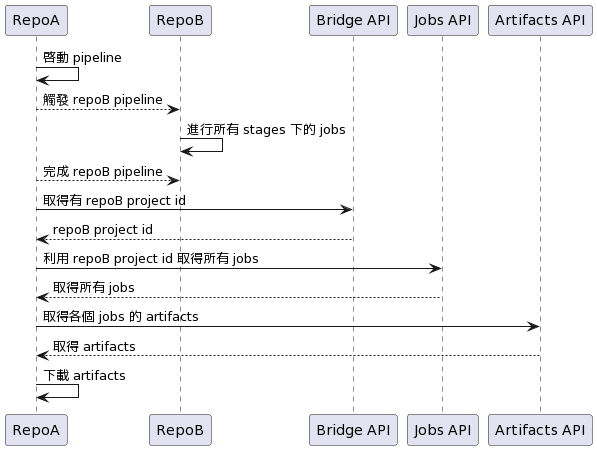 RepoA RepoB Bridge API Jobs API Artifacts API
啓動 pipeline
觸發 repoB pipeline
進行所有 stages 下的 jobs
完成 repoB pipeline
取得有 repoB project id
repoB project id
利用 repoB project id 取得所有 jobs
取得所有 jobs
取得各個 jobs 的 artifacts
取得 artifacts
下載 artifacts
RepoA RepoB Bridge API Jobs API Artifacts API